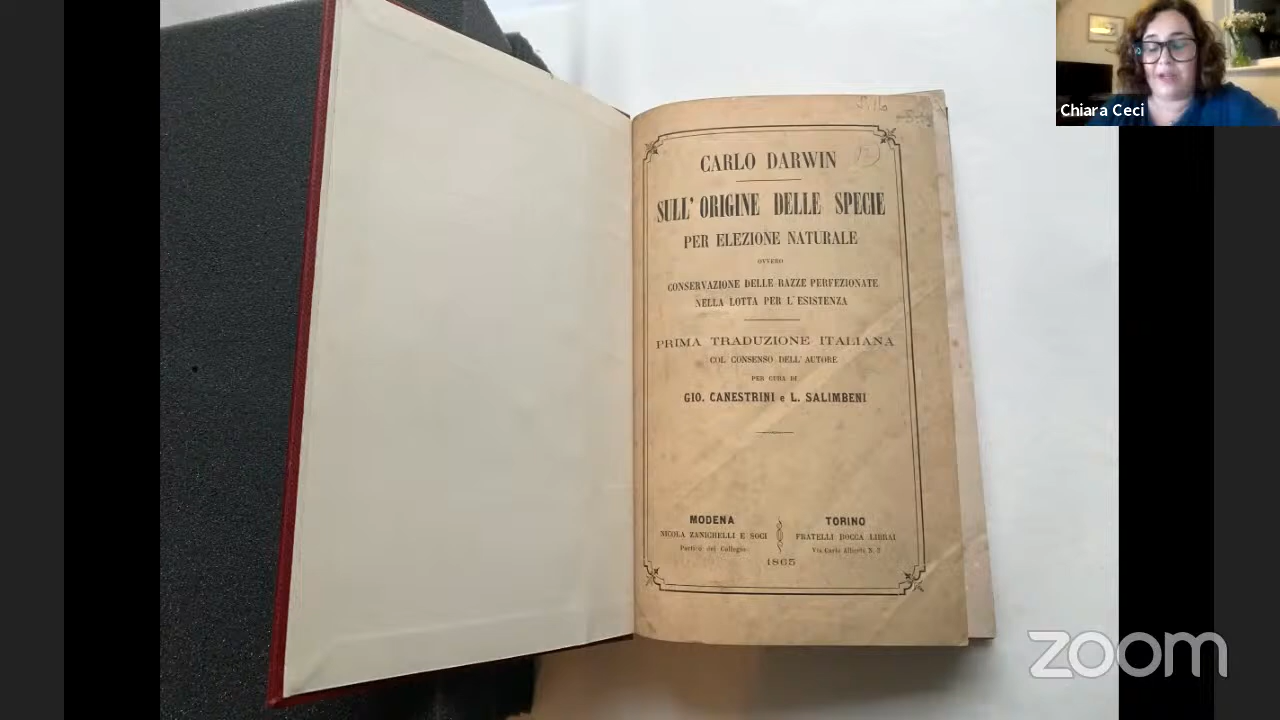 Chiara Ceci
CARLO DARWIN
SULL' ORIGINE DELLE SPECIE
PER ELEZIONE NATURALE
OVVERO
CONSERVAZIONE DELLE RAZZE PERFEZIONATE
NELLA LOTTA PER L'ESISTENZA
PRIMA TRADUZIONE ITALIANA
COL CONSENSO DELL'AUTORE
PER CURA DI
GIO. CANESTRINI e L. SALIMBENI
MODENA
NICOLA ZANICHELLI E SOCI
del Collegio
TORINO
FRATELLI BOCCA LIBRAI
Via Carlo Alberto
1865
zoom